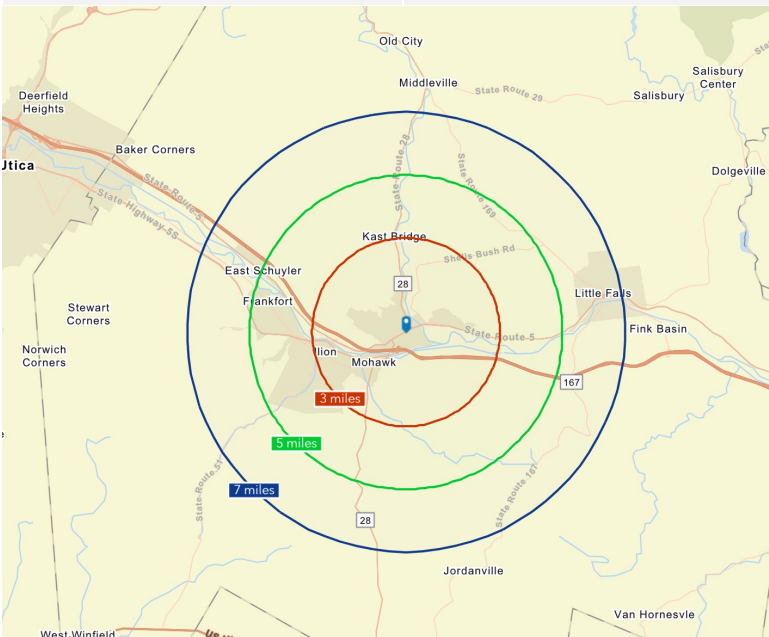 Old City
Middleville
State Route 29
Salisbury
Center
Salisbury
Deerfield
Heights
Baker Corners
Utica
State Route 5
State Highway 5S
State Route 28
State Route 169
Dolgeville
Kast Bridge
Shells Bush Rd
East Schuyler
28
Little Falls
Frankfort
Stewart
Corners
State Route 5
Fink Basin
Norwich
Corners
Ilion
Mohawk
167
3 miles
5 miles
7 miles
State Route 51
State Route 167
28
Jordanville
Van Hornesvle
West Winfield